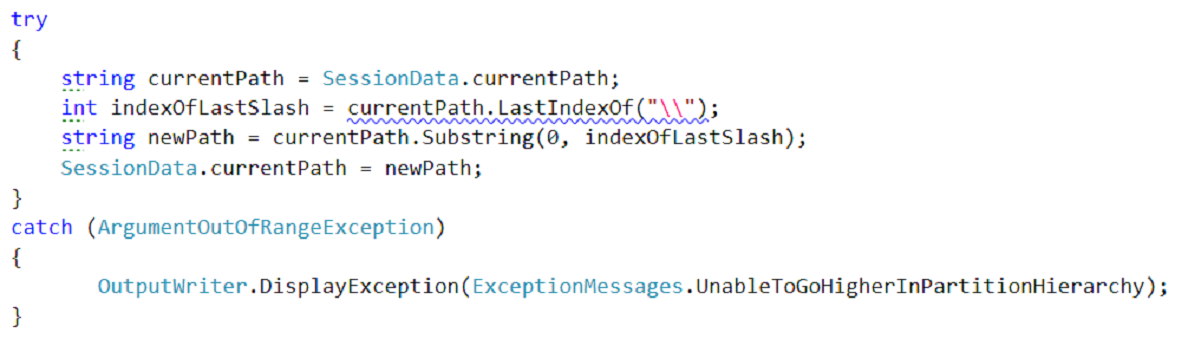 try
{
    string currentPath = SessionData.currentPath;
    int indexOfLastSlash = currentPath.LastIndexOf("\\");
    string newPath = currentPath.Substring(0, indexOfLastSlash);
    SessionData.currentPath = newPath;
}
catch (ArgumentOutOfRangeException)
{
      OutputWriter.DisplayException(ExceptionMessages.UnableToGoHigherInPartitionHierarchy);
}